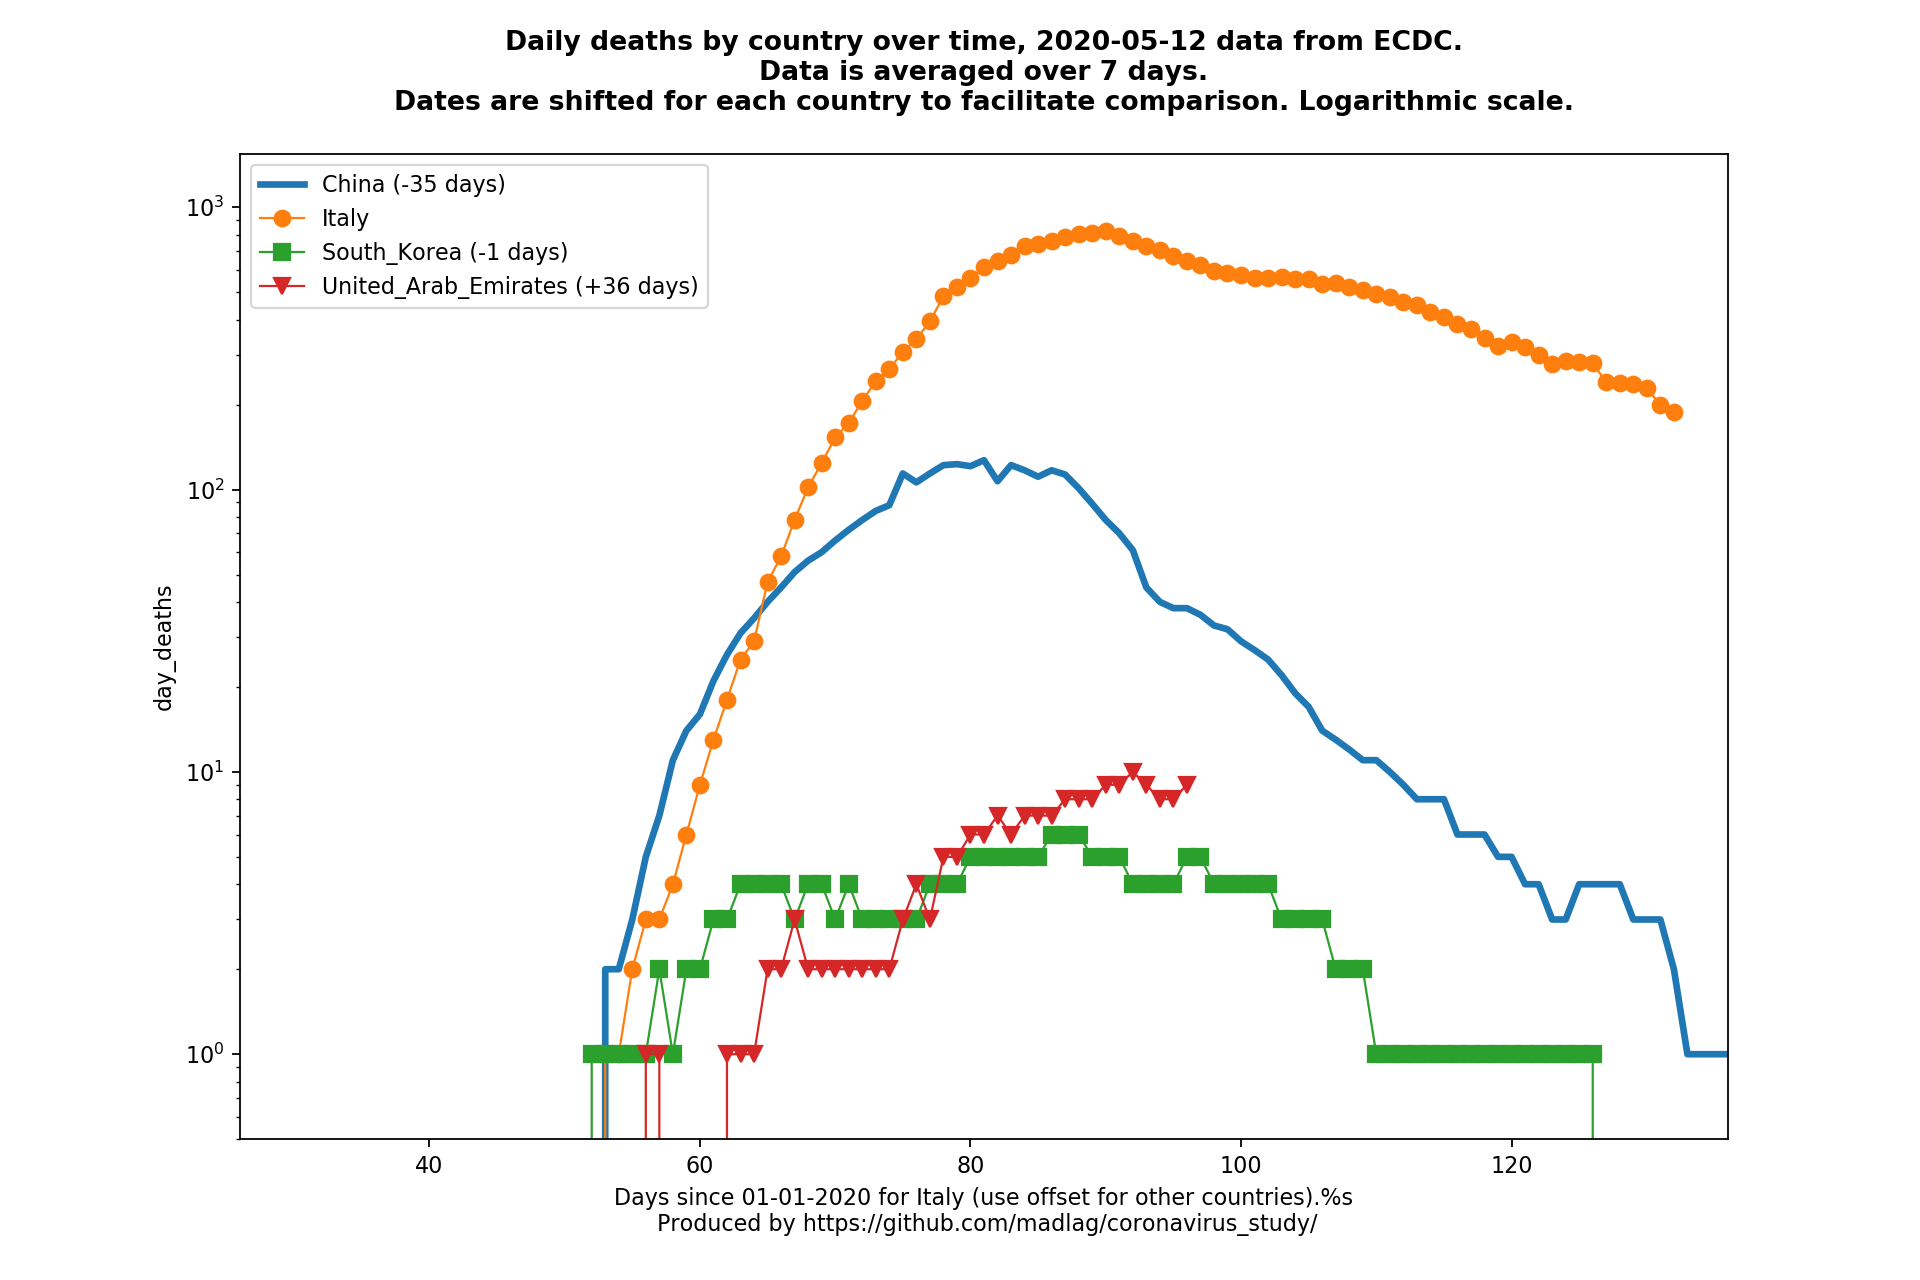 Daily deaths by country over time, 2020-05-12 data from ECDC.
Data is averaged over 7 days.
Dates are shifted for each country to facilitate comparison. Logarithmic scale.
China (-35 days)
Italy
South_Korea (-1 days)
United_Arab_Emirates (+36 days)
10³
10²
10¹
10⁰
day_deaths
40 60 80 100 120
Days since 01-01-2020 for Italy (use offset for other countries).%s
Produced by https://github.com/madlag/coronavirus_study/